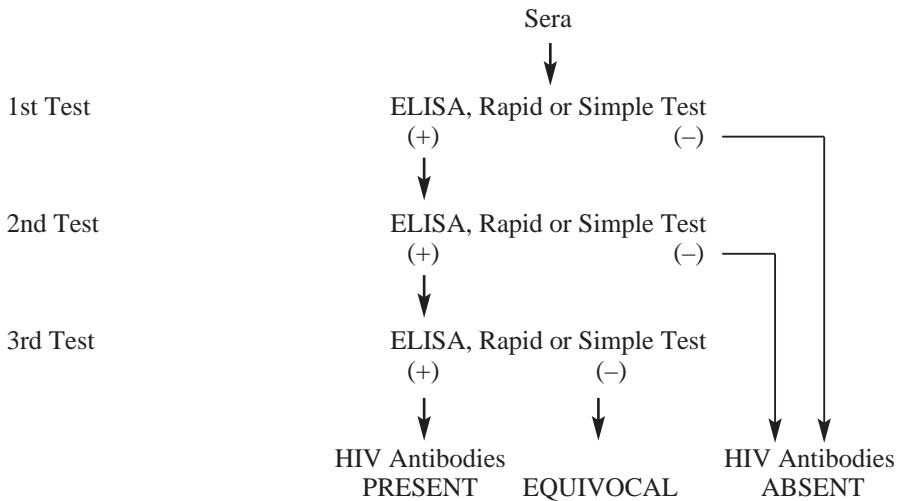 Sera
1st Test ELISA, Rapid or Simple Test
(+) (–)
2nd Test ELISA, Rapid or Simple Test
(+) (–)
3rd Test ELISA, Rapid or Simple Test
(+) (–)
HIV Antibodies HIV Antibodies
PRESENT EQUIVOCAL ABSENT